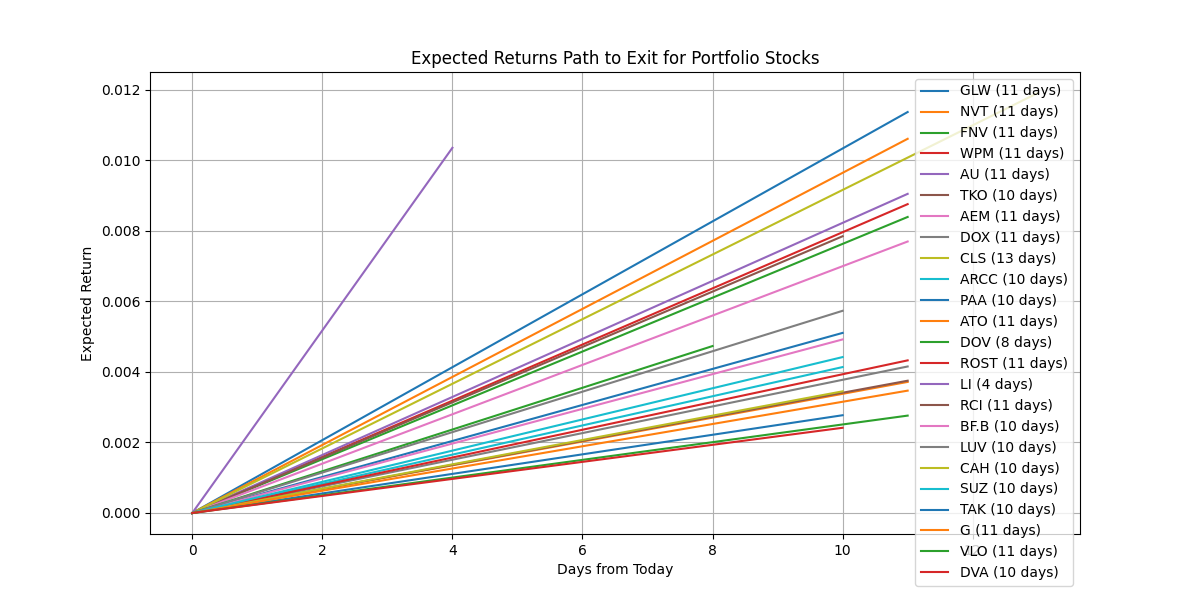 Expected Returns Path to Exit for Portfolio Stocks
Expected Return
0.012
0.010
0.008
0.006
0.004
0.002
0.000
0
2
4
6
8
10
12
Days from Today
GLW (11 days)
NVT (11 days)
FNV (11 days)
WPM (11 days)
AU (11 days)
TKO (10 days)
AEM (11 days)
DOX (11 days)
CLS (13 days)
ARCC (10 days)
PAA (10 days)
ATO (11 days)
DOV (8 days)
ROST (11 days)
LI (4 days)
RCI (11 days)
BF.B (10 days)
LUV (10 days)
CAH (10 days)
SUZ (10 days)
TAK (10 days)
G (11 days)
VLO (11 days)
DVA (10 days)